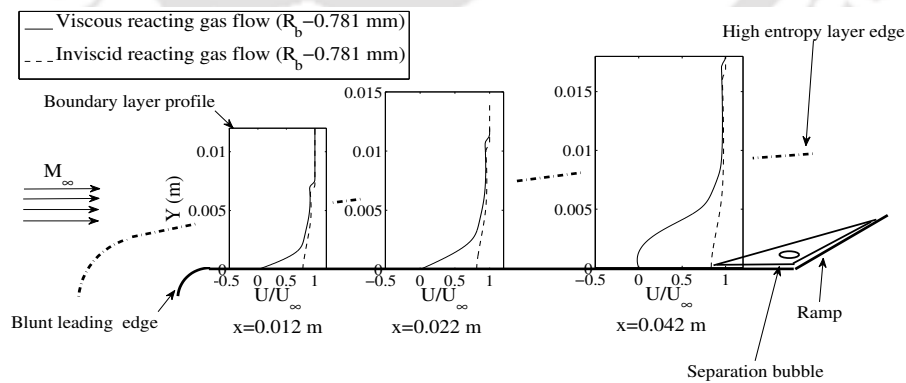 Viscous reacting gas flow (R_b−0.781 mm)
Inviscid reacting gas flow (R_b−0.781 mm)
High entropy layer edge
Boundary layer profile
M_∞
Y (m)
0.01
0.005
0
−0.5 0 0.5 1
U/U_∞
x=0.012 m
0.015
0.01
0.005
0
−0.5 0 0.5 1
U/U_∞
x=0.022 m
0.015
0.01
0.005
0
−0.5 0 0.5 1
U/U_∞
x=0.042 m
Blunt leading edge
Ramp
Separation bubble